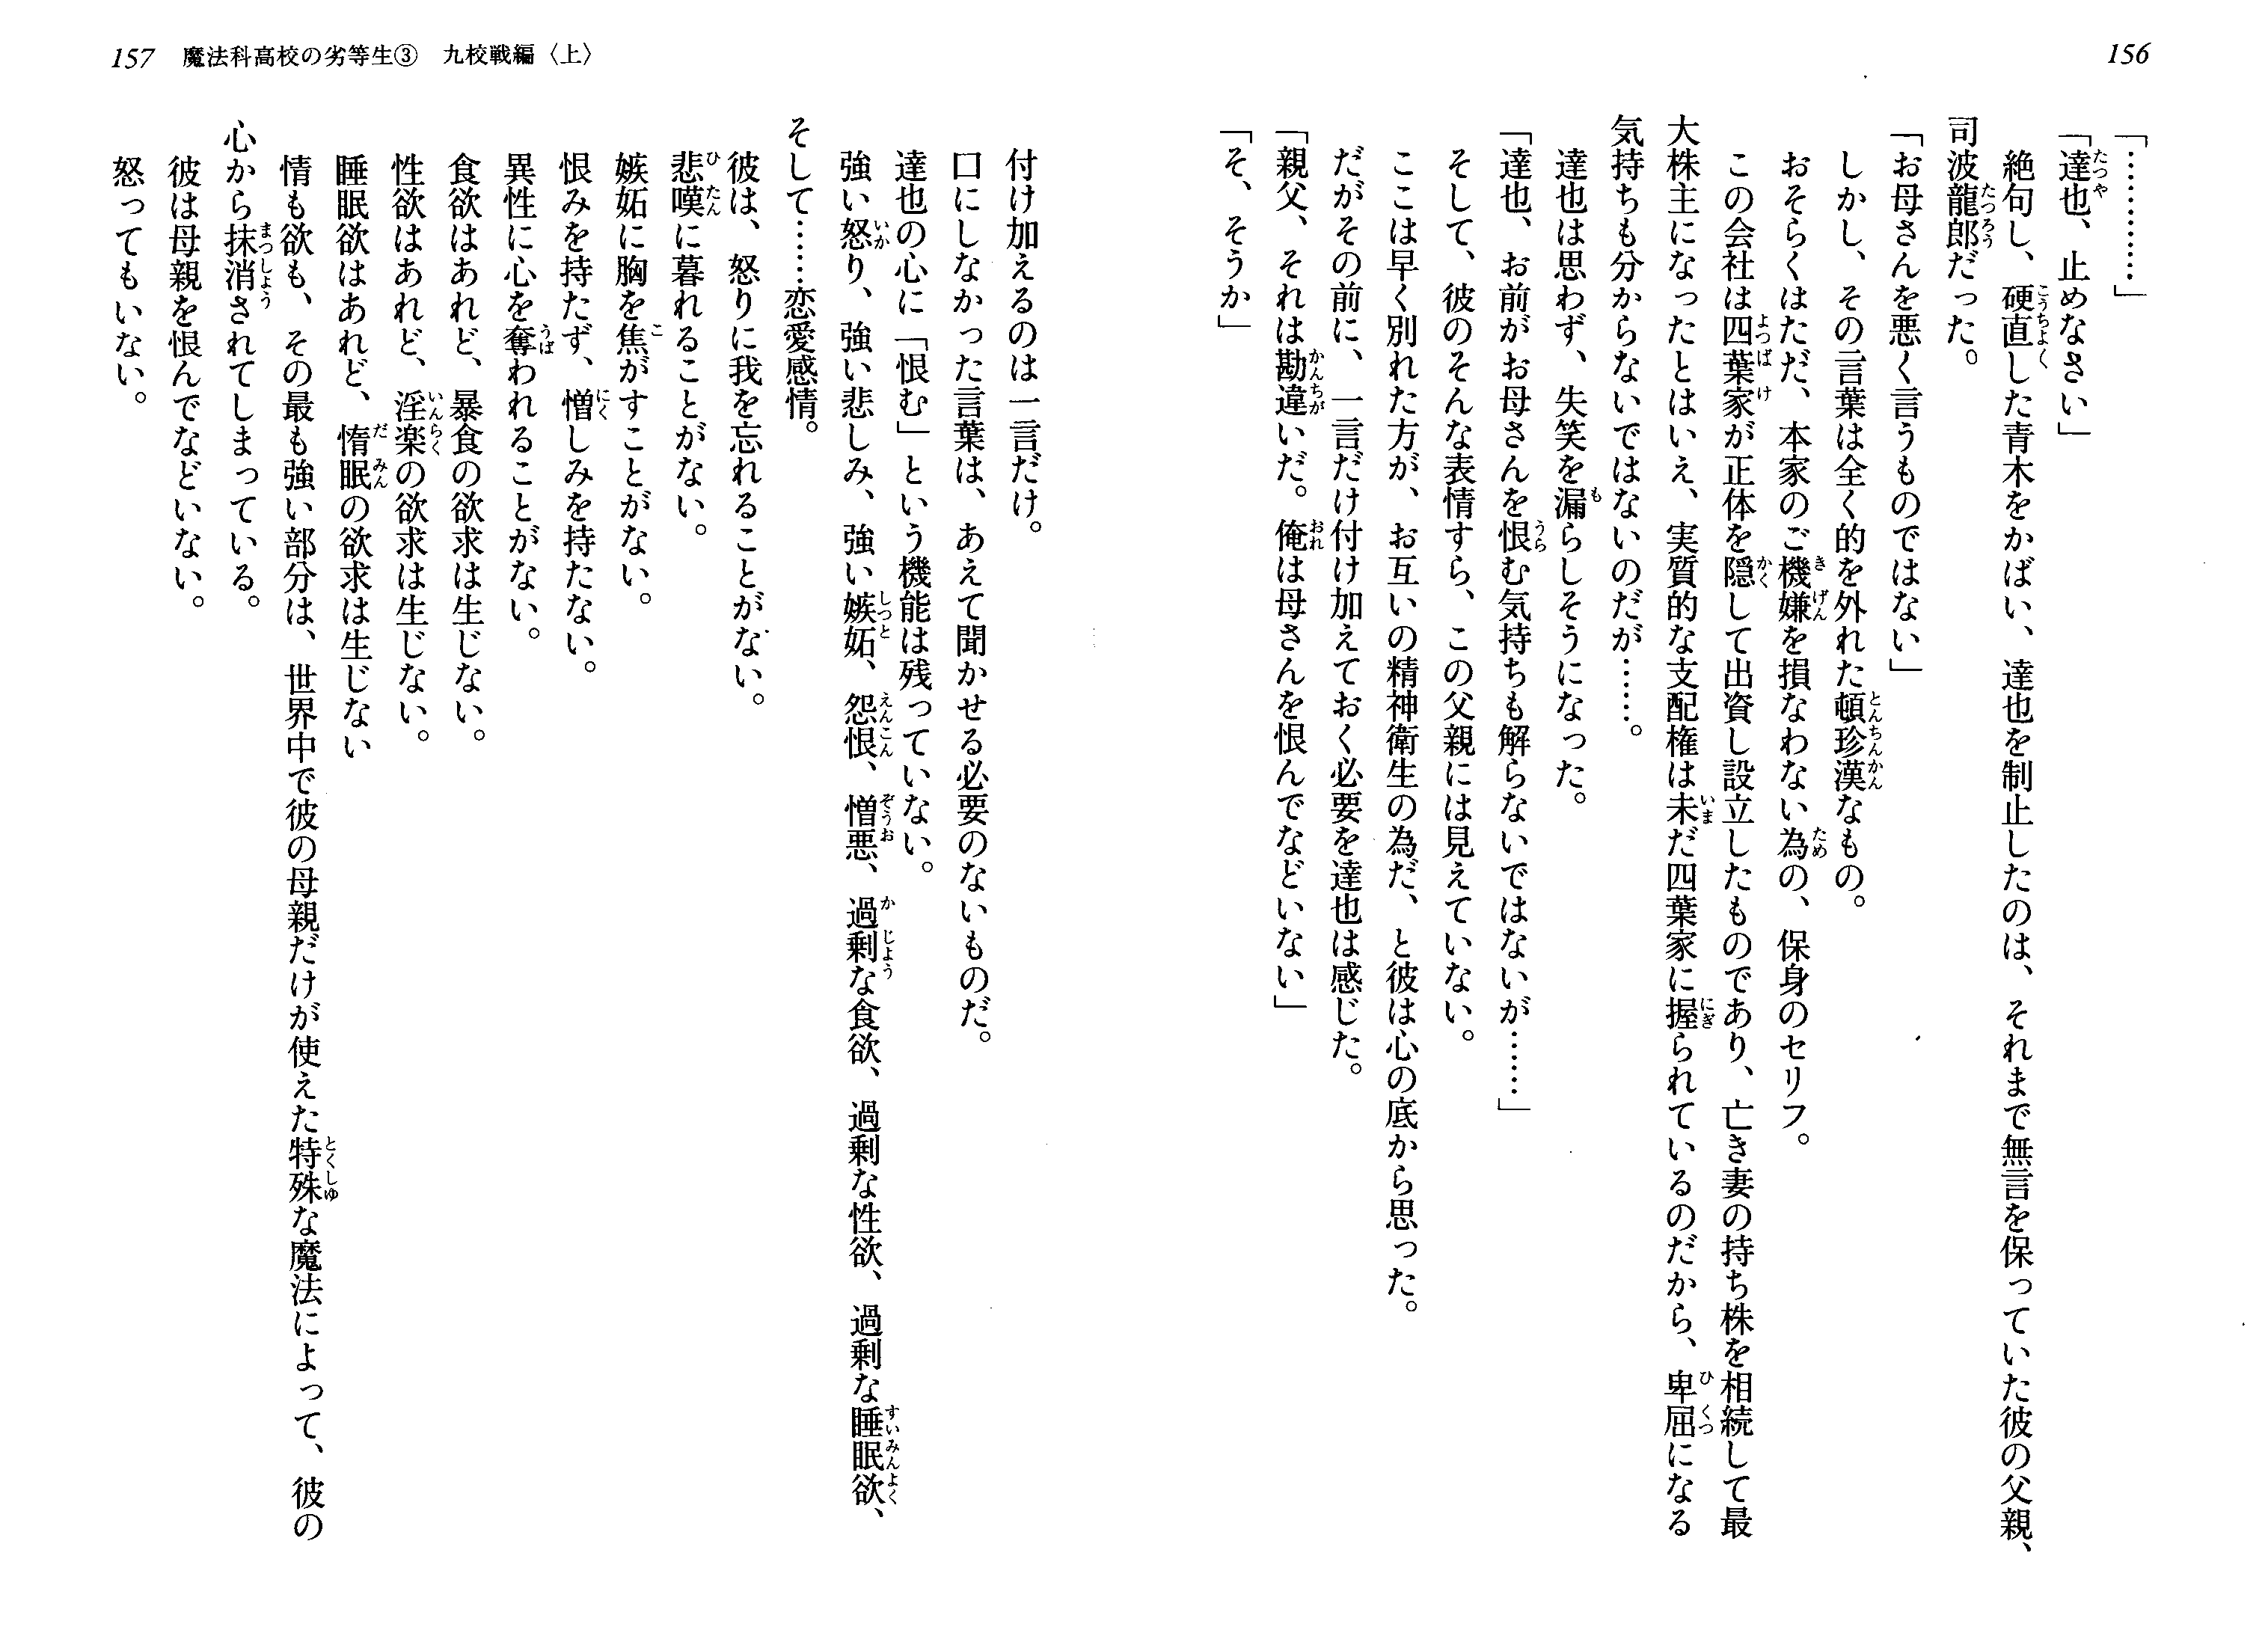 156
「…………」
「達也、止めなさい」
絶句し、硬直した青木をかばい、達也を制止したのは、それまで無言を保っていた彼の父親、
司波龍郎だった。
「お母さんを悪く言うものではない」
しかし、その言葉は全く的を外れた頓珍漢なもの。
おそらくはただ、本家のご機嫌を損なわない為の、保身のセリフ。
この会社は四葉家が正体を隠して出資し設立したものであり、亡き妻の持ち株を相続して最
大株主になったとはいえ、実質的な支配権は未だ四葉家に握られているのだから、卑屈になる
気持ちも分からないではないのだが……。
達也は思わず、失笑を漏らしそうになった。
「達也、お前がお母さんを恨む気持ちも解らないではないが……」
そして、彼のそんな表情すら、この父親には見えていない。
ここは早く別れた方が、お互いの精神衛生の為だ、と彼は心の底から思った。
だがその前に、一言だけ付け加えておく必要を達也は感じた。
「親父、それは勘違いだ。俺は母さんを恨んでなどいない」
「そ、そうか」
157 魔法科高校の劣等生③ 九校戦編〈上〉
付け加えるのは一言だけ。
口にしなかった言葉は、あえて聞かせる必要のないものだ。
達也の心に「恨む」という機能は残っていない。
強い怒り、強い悲しみ、強い嫉妬、怨恨、憎悪、過剰な食欲、過剰な性欲、過剰な睡眠欲、
そして……恋愛感情。
彼は、怒りに我を忘れることがない。
悲嘆に暮れることがない。
嫉妬に胸を焦がすことがない。
恨みを持たず、憎しみを持たない。
異性に心を奪われることがない。
食欲はあれど、暴食の欲求は生じない。
性欲はあれど、淫楽の欲求は生じない。
睡眠欲はあれど、惰眠の欲求は生じない
情も欲も、その最も強い部分は、世界中で彼の母親だけが使えた特殊な魔法によって、彼の
心から抹消されてしまっている。
彼は母親を恨んでなどいない。
怒ってもいない。